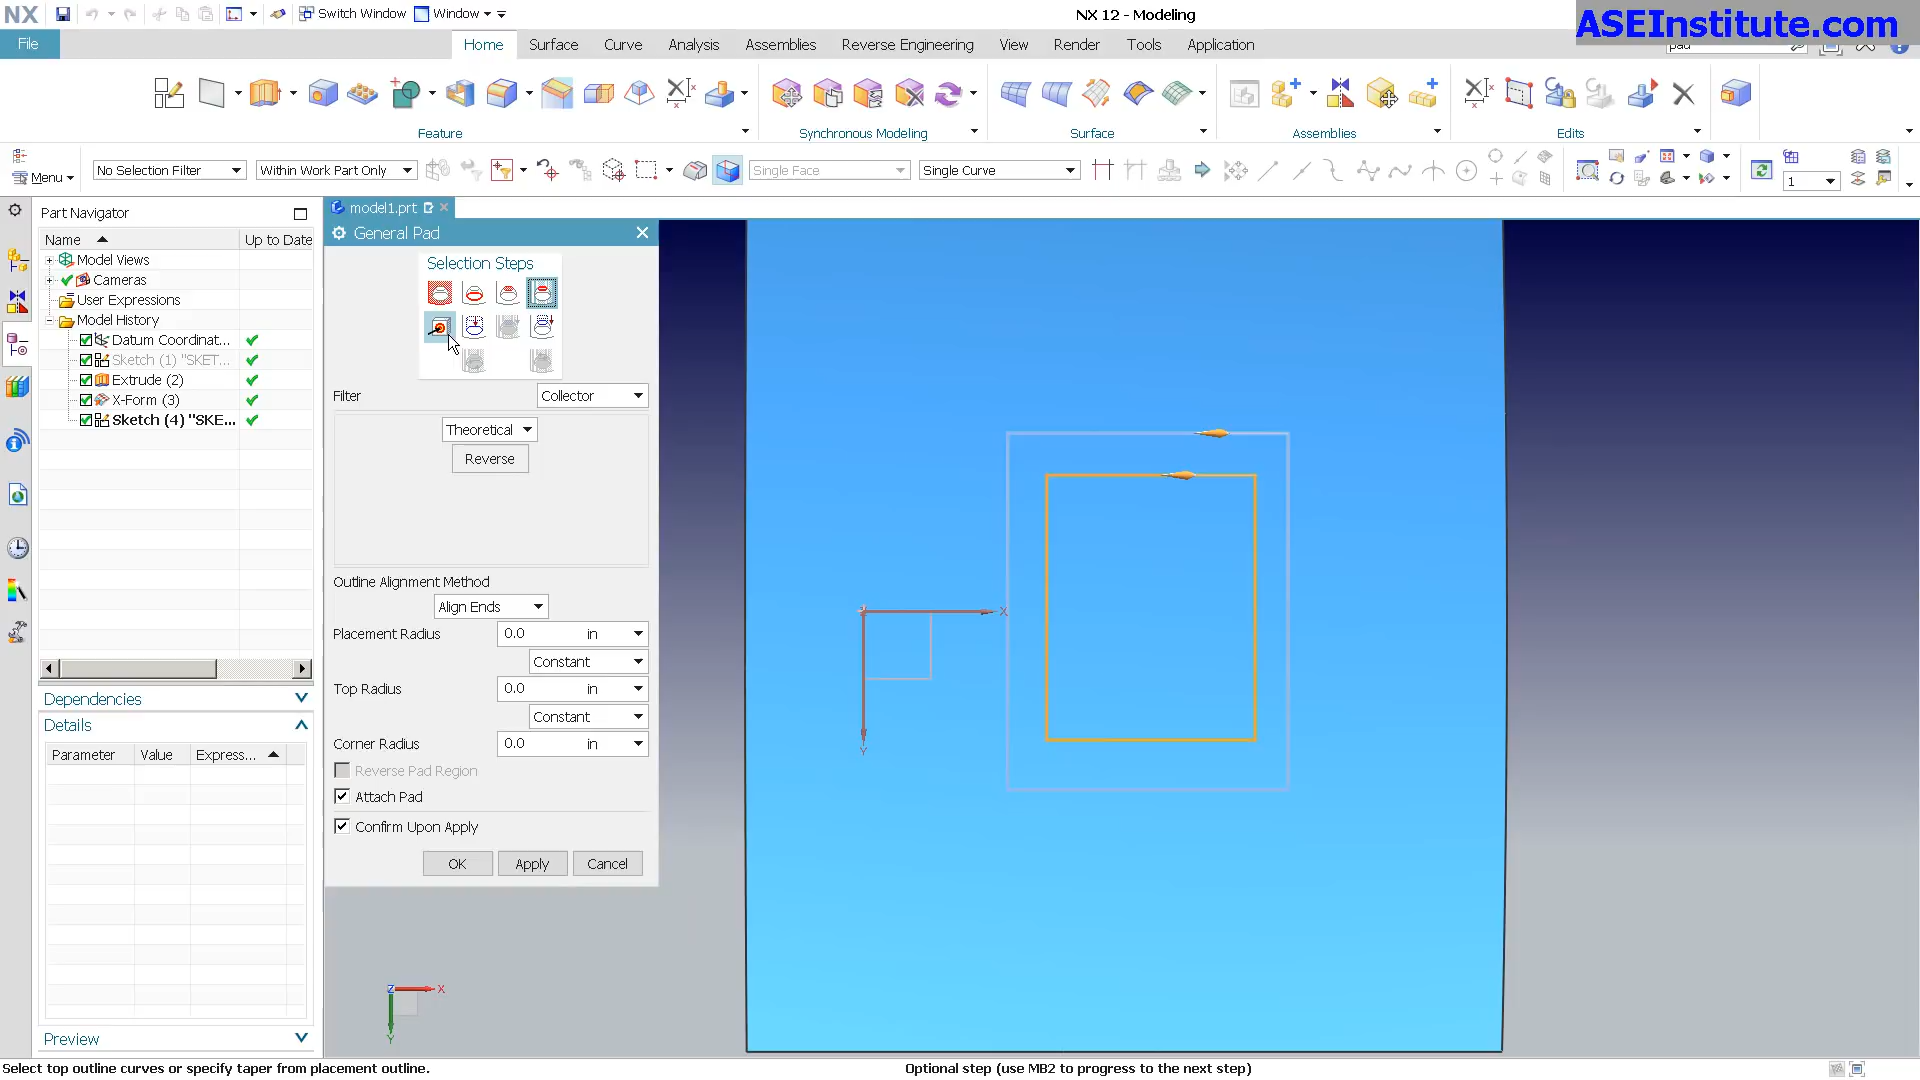 NX
Switch Window
Window
NX 12 - Modeling
ASEInstitute.com
File
Home
Surface
Curve
Analysis
Assemblies
Reverse Engineering
View
Render
Tools
Application
pad
Feature
Synchronous Modeling
Surface
Assemblies
Edits
Menu
No Selection Filter
Within Work Part Only
Single Face
Single Curve
1
Part Navigator
model1.prt
Name
Up to Date
General Pad
Model Views
Cameras
User Expressions
Model History
Datum Coordinat...
Sketch (1) "SKET...
Extrude (2)
X-Form (3)
Sketch (4) "SKE...
Selection Steps
Filter
Collector
Theoretical
Reverse
Outline Alignment Method
Align Ends
Placement Radius
0.0 in
Constant
Top Radius
0.0 in
Constant
Corner Radius
0.0 in
Reverse Pad Region
Attach Pad
Confirm Upon Apply
OK
Apply
Cancel
X
Y
Z
X
Y
Dependencies
Details
Parameter
Value
Express...
Preview
Select top outline curves or specify taper from placement outline.
Optional step (use MB2 to progress to the next step)